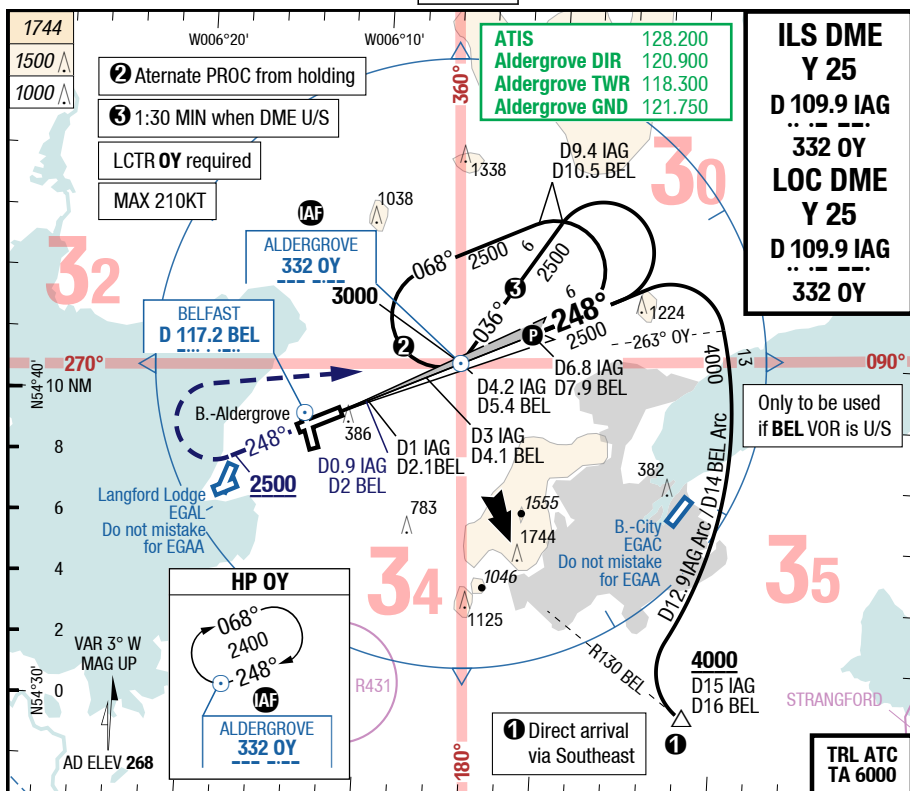 1744
1500
1000
W006°20'
W006°10'
360°
ATIS 128.200
Aldergrove DIR 120.900
Aldergrove TWR 118.300
Aldergrove GND 121.750
ILS DME
Y 25
D 109.9 IAG
332 OY
LOC DME
Y 25
D 109.9 IAG
332 OY
2 Aternate PROC from holding
3 1:30 MIN when DME U/S
LCTR OY required
MAX 210KT
D9.4 IAG
D10.5 BEL
30
1338
1038
IAF
ALDERGROVE
332 OY
3000
32
068°
2500
6
2500
3
036°
6
248°
2500
P
2
1224
263° OY
4000
13
BELFAST
D 117.2 BEL
270°
090°
N54°40'
10 NM
8
6
4
2
0
N54°30'
D6.8 IAG
D7.9 BEL
D4.2 IAG
D5.4 BEL
D3 IAG
D4.1 BEL
D1 IAG
D2.1BEL
D0.9 IAG
D2 BEL
B.-Aldergrove
386
248°
2500
Only to be used
if BEL VOR is U/S
Langford Lodge
EGAL
Do not mistake
for EGAA
783
1555
1744
1046
1125
382
B.-City
EGAC
Do not mistake
for EGAA
D12.9IAG Arc / D14 BEL Arc
34
35
HP OY
068°
2400
248°
IAF
ALDERGROVE
332 OY
R431
VAR 3° W
MAG UP
AD ELEV 268
180°
R130 BEL
4000
D15 IAG
D16 BEL
1
1 Direct arrival
via Southeast
STRANGFORD
TRL ATC
TA 6000